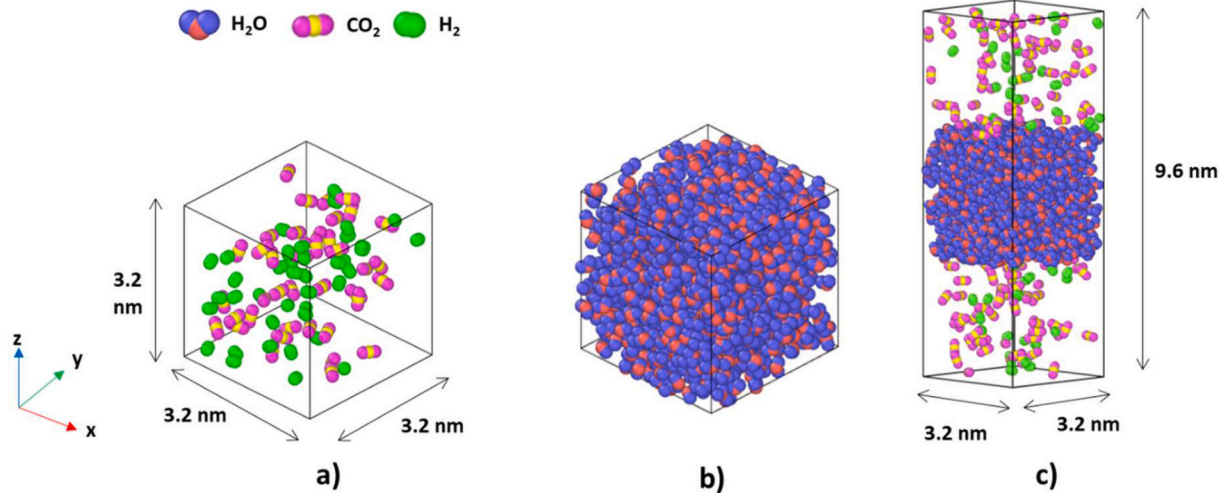 H₂O CO₂ H₂
9.6 nm
3.2
nm
z
y
x
3.2 nm
3.2 nm
3.2 nm
3.2 nm
a)
b)
c)